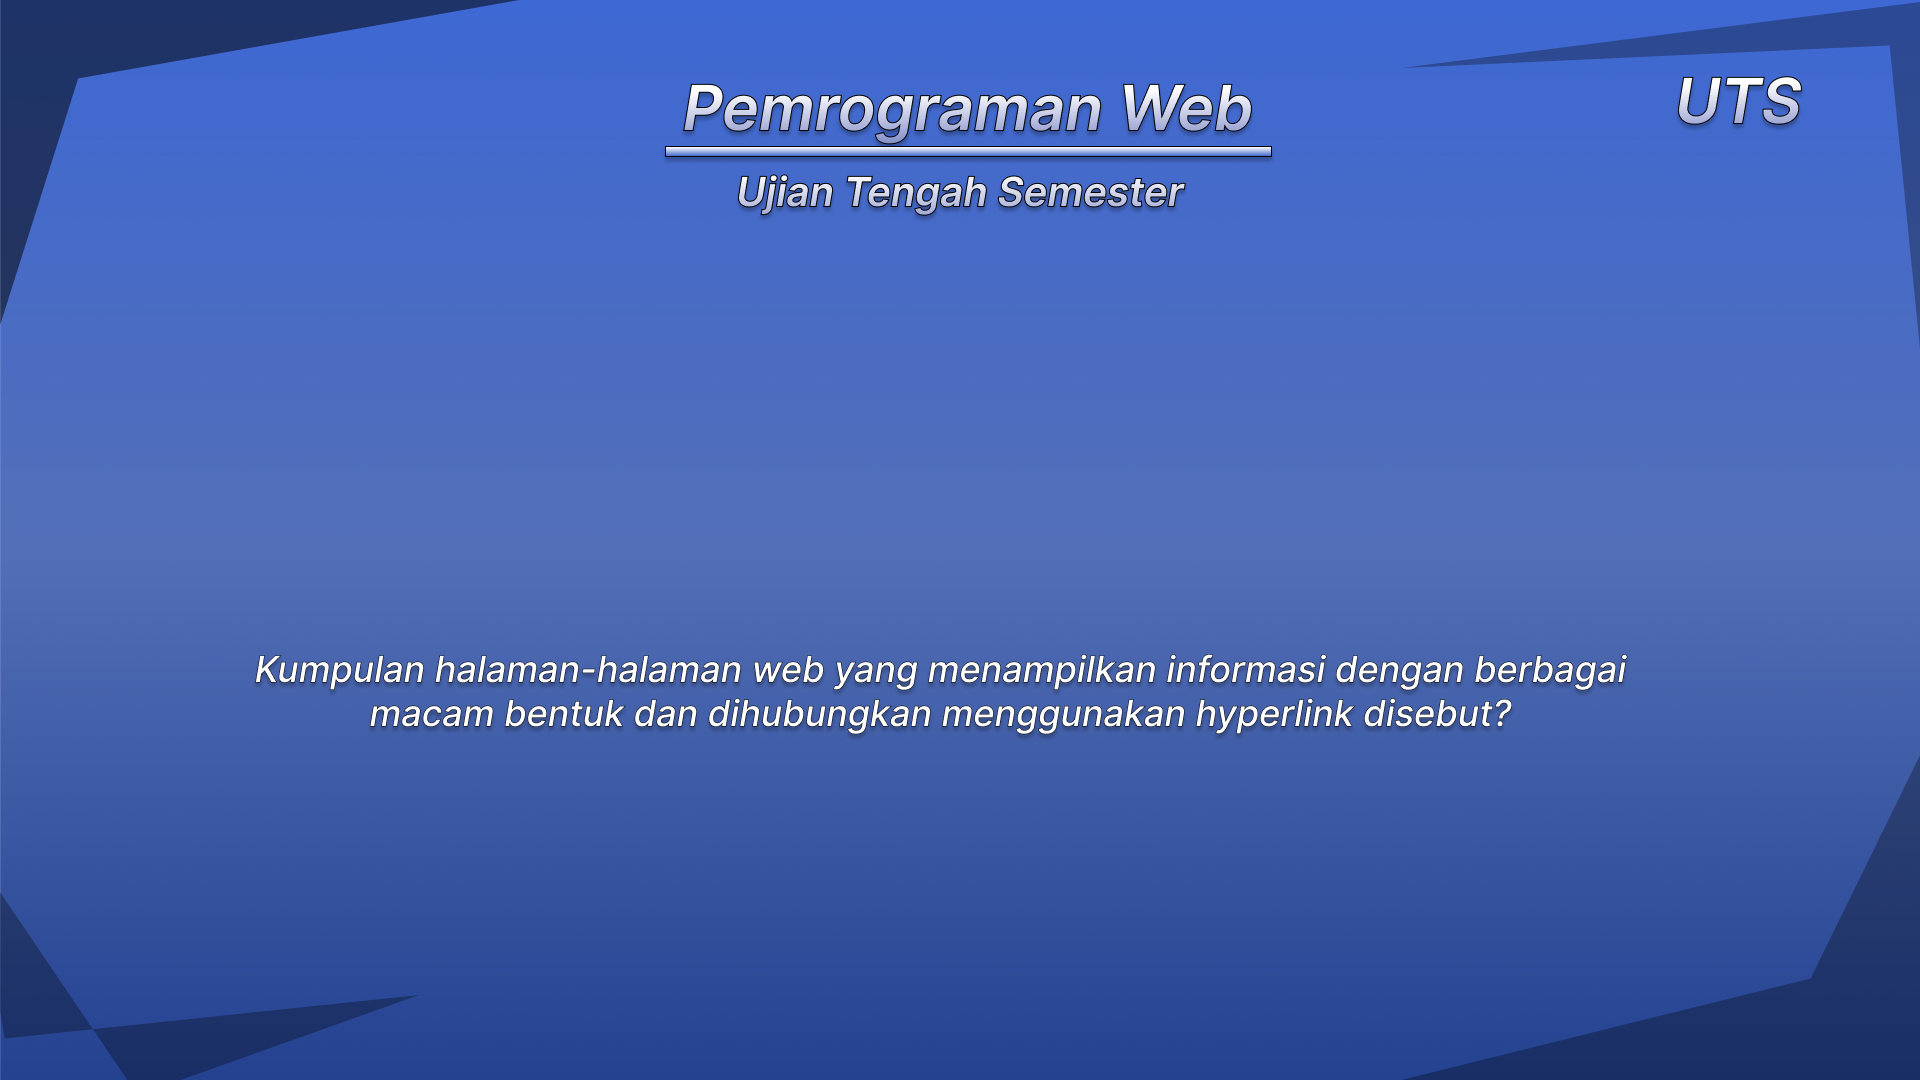 Pemrograman Web
UTS
Ujian Tengah Semester
Kumpulan halaman-halaman web yang menampilkan informasi dengan berbagai
macam bentuk dan dihubungkan menggunakan hyperlink disebut?